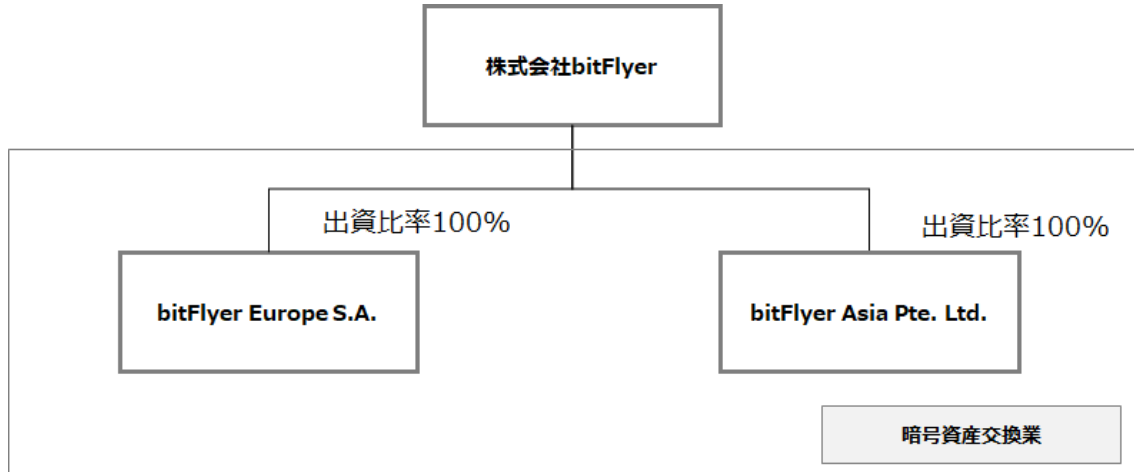 株式会社bitFlyer
出資比率100%
出資比率100%
bitFlyer Europe S.A.
bitFlyer Asia Pte. Ltd.
暗号資産交換業